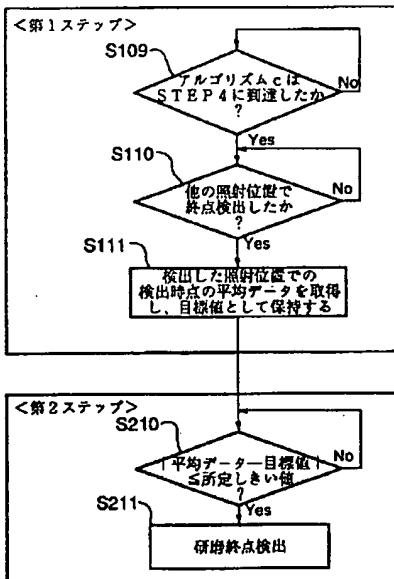 <第1ステップ>
S109
アルゴリズムcは
STEP4に到達したか
?
No
Yes
S110
他の照射位置で
終点検出したか
?
No
Yes
S111
検出した照射位置での
検出時点の平均データを取得
し、目標値として保持する
<第2ステップ>
S210
|平均データ―目標値|
≦所定しきい値
?
No
Yes
S211
研磨終点検出